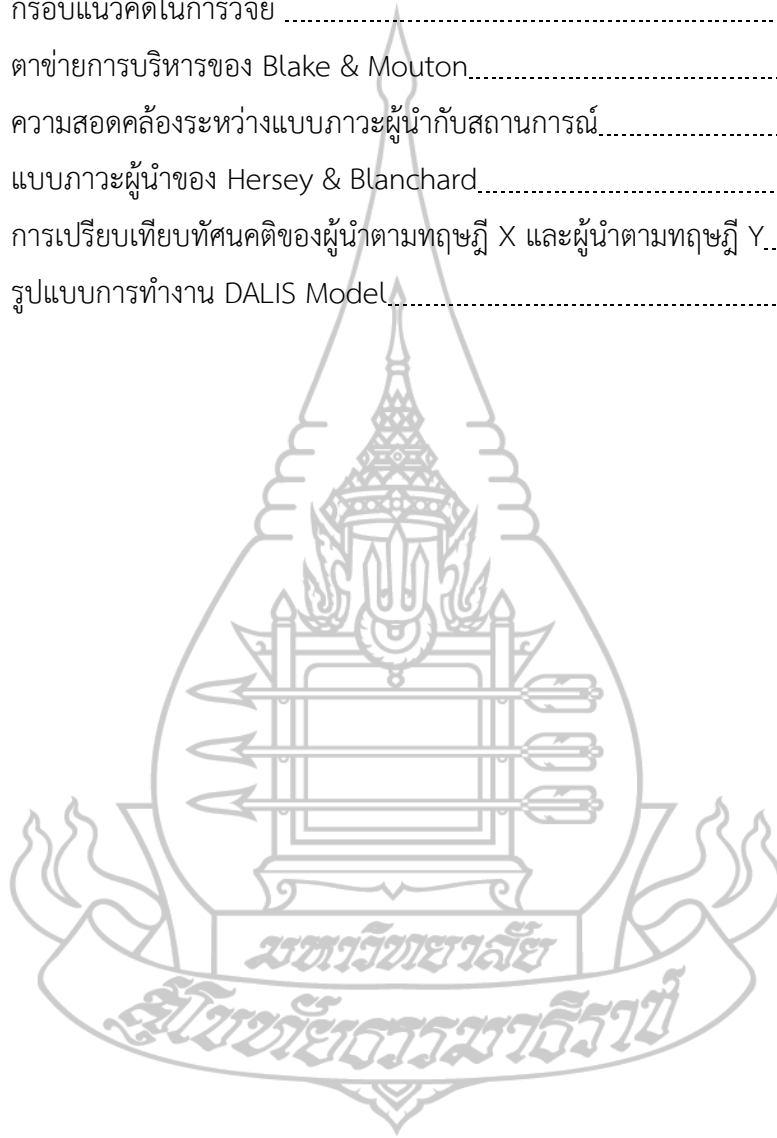 กรอบแนวคิดในการวิจัย
ตาข่ายการบริหารของ Blake & Mouton
ความสอดคล้องระหว่างแบบภาวะผู้นำกับสถานการณ์
แบบภาวะผู้นำของ Hersey & Blanchard
การเปรียบเทียบทัศนคติของผู้นำตามทฤษฎี X และผู้นำตามทฤษฎี Y
รูปแบบการทำงาน DALIS Model
มหาวิทยาลัย
สุโขทัยธรรมาธิราช